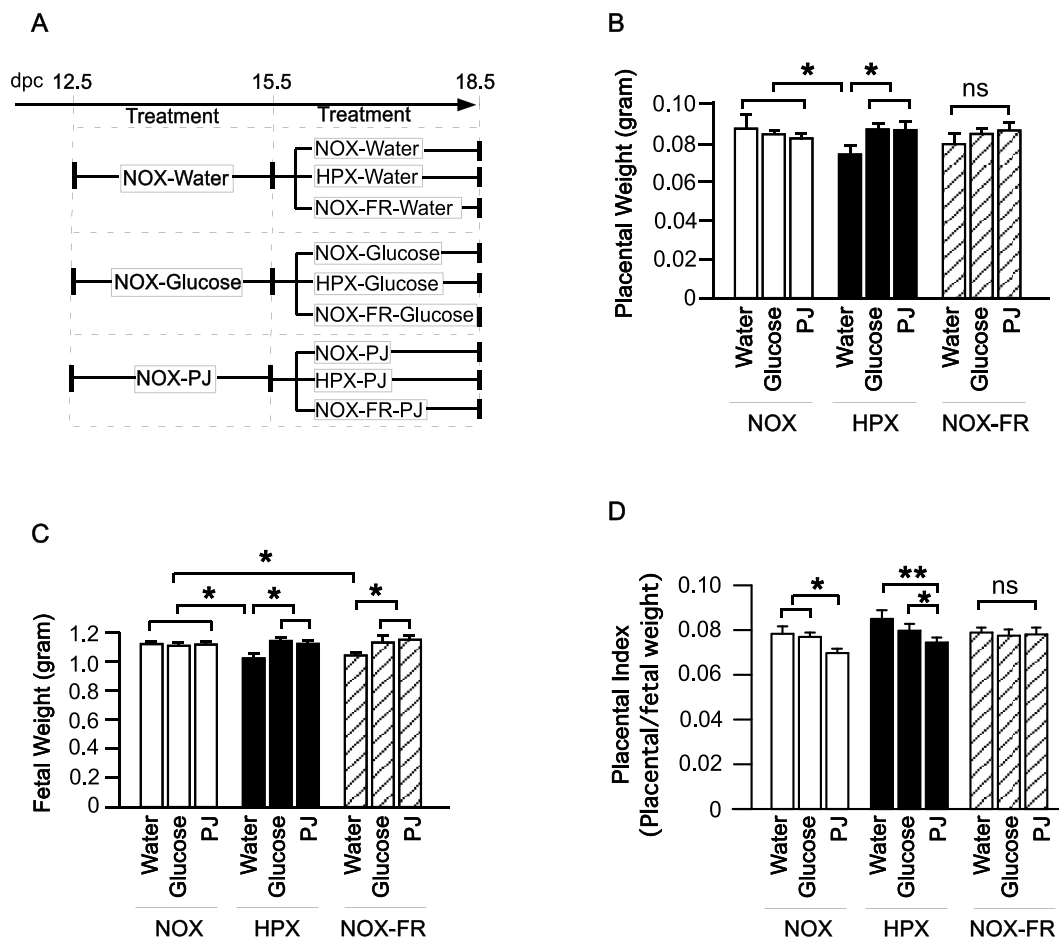 A
dpc 12.5 15.5 18.5
Treatment Treatment
NOX-Water
NOX-Water
HPX-Water
NOX-FR-Water
NOX-Glucose
NOX-Glucose
HPX-Glucose
NOX-FR-Glucose
NOX-PJ
NOX-PJ
HPX-PJ
NOX-FR-PJ
B
Placental Weight (gram)
0.10
0.08
0.06
0.04
0.02
0
* * ns
Water Glucose PJ Water Glucose PJ Water Glucose PJ
NOX HPX NOX-FR
C
Fetal Weight (gram)
1.2
1.0
0.8
0.6
0.4
0.2
0
*
* * *
Water Glucose PJ Water Glucose PJ Water Glucose PJ
NOX HPX NOX-FR
D
Placental Index
(Placental/fetal weight)
0.10
0.08
0.06
0.04
0.02
0
* ** * ns
Water Glucose PJ Water Glucose PJ Water Glucose PJ
NOX HPX NOX-FR